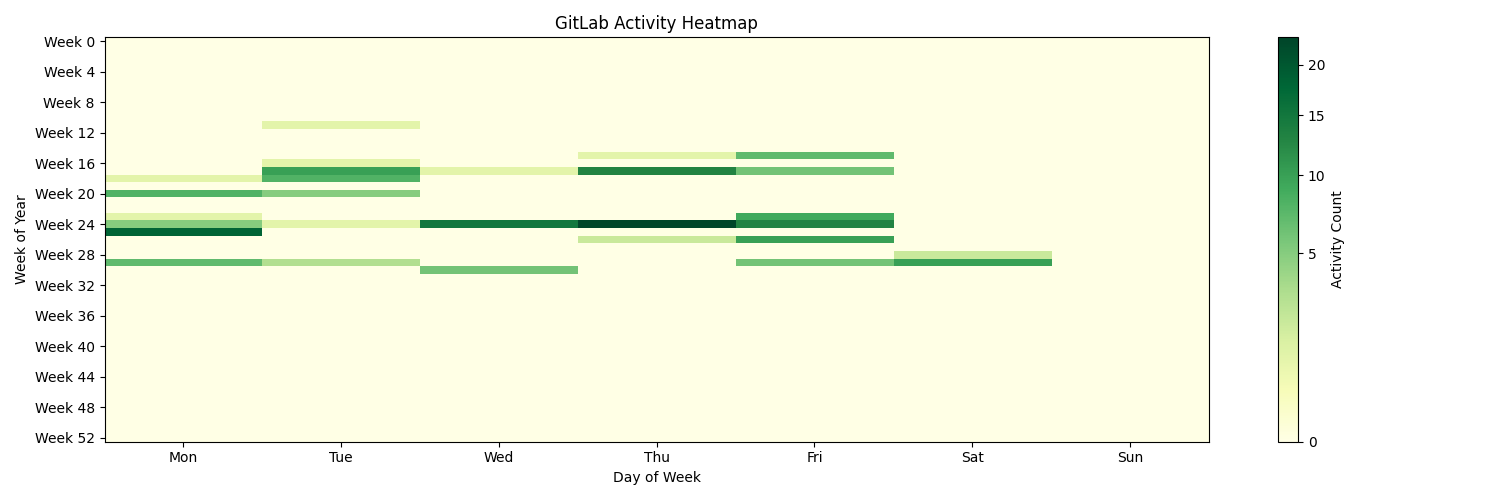 GitLab Activity Heatmap
Week 0
Week 4
Week 8
Week 12
Week 16
Week 20
Week 24
Week 28
Week 32
Week 36
Week 40
Week 44
Week 48
Week 52
Week of Year
Mon Tue Wed Thu Fri Sat Sun
Day of Week
20
15
10
5
0
Activity Count